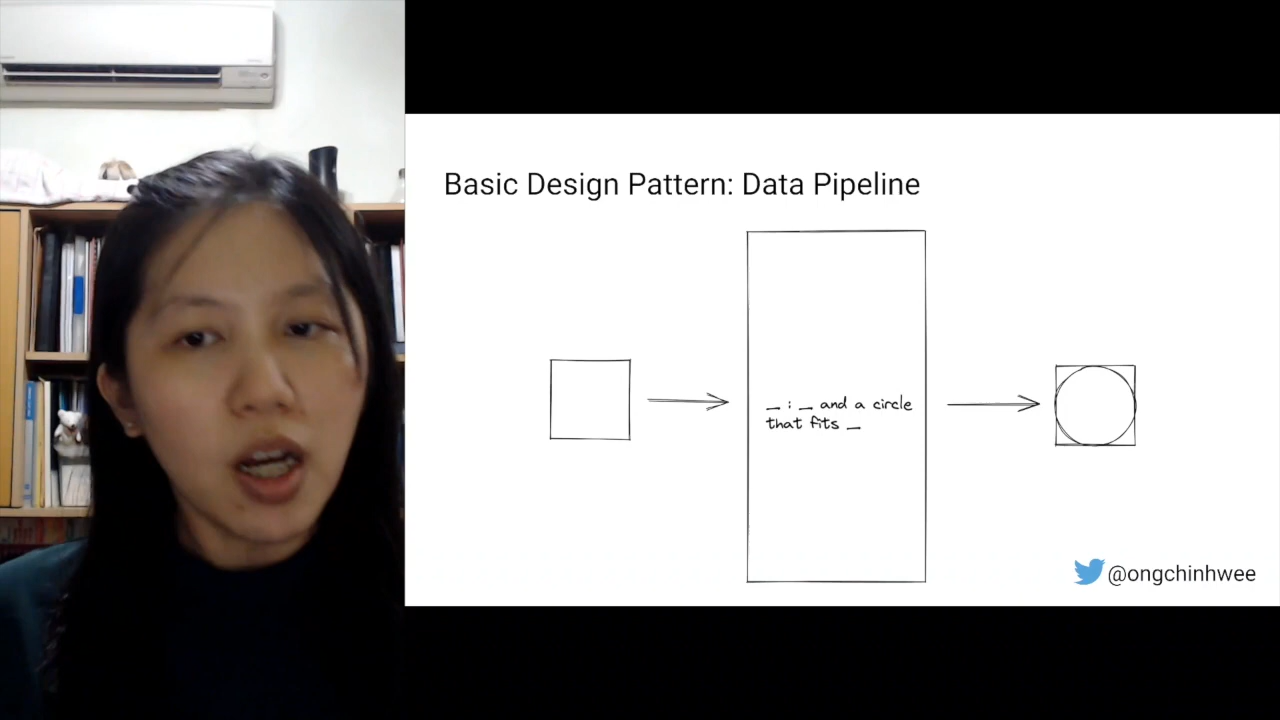 Basic Design Pattern: Data Pipeline
_ : _ and a circle
that fits _
@ongchinhwee